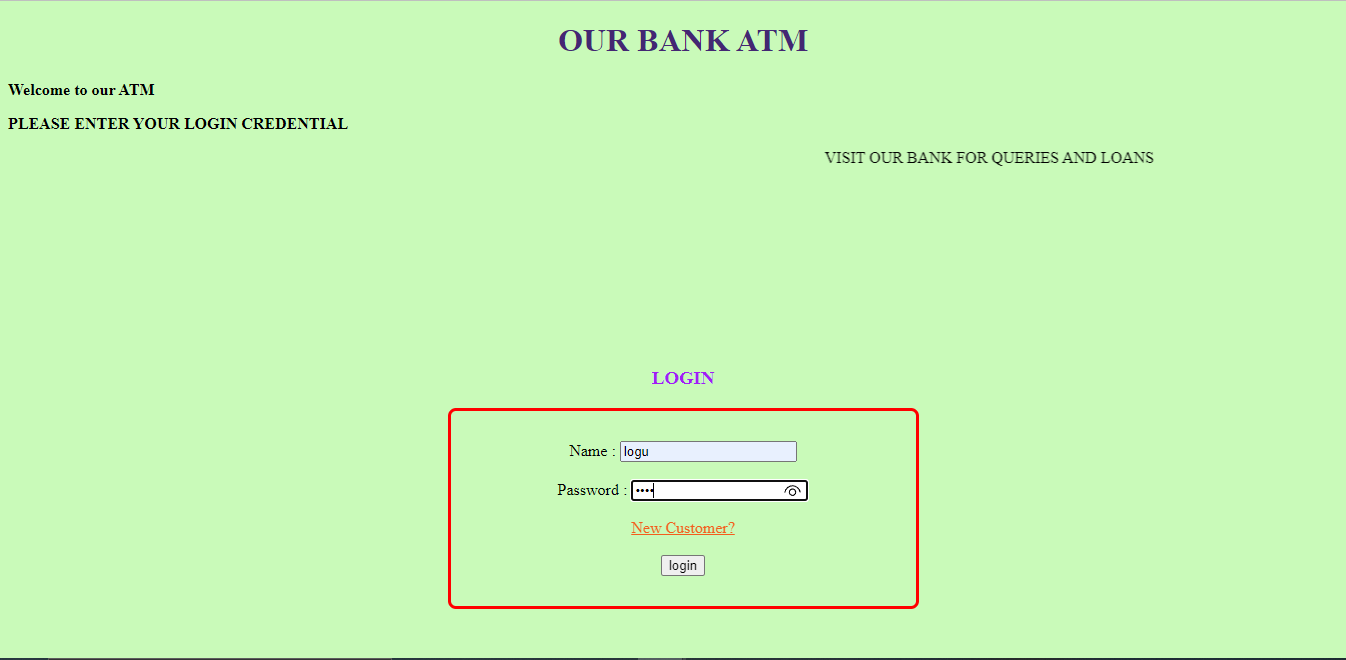 OUR BANK ATM
Welcome to our ATM
PLEASE ENTER YOUR LOGIN CREDENTIAL
VISIT OUR BANK FOR QUERIES AND LOANS
LOGIN
Name : logu
Password : ••••
New Customer?
login